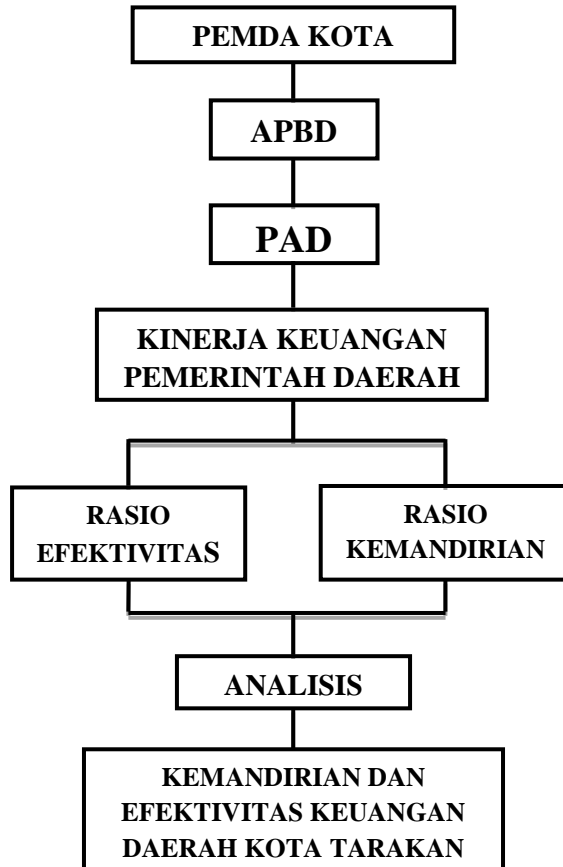 PEMDA KOTA
APBD
PAD
KINERJA KEUANGAN
PEMERINTAH DAERAH
RASIO
EFEKTIVITAS
RASIO
KEMANDIRIAN
ANALISIS
KEMANDIRIAN DAN
EFEKTIVITAS KEUANGAN
DAERAH KOTA TARAKAN